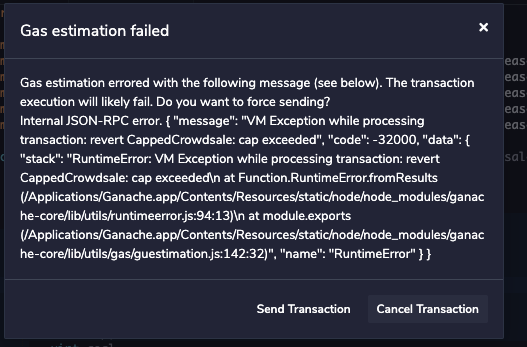 Gas estimation failed
Gas estimation errored with the following message (see below). The transaction
execution will likely fail. Do you want to force sending?
Internal JSON-RPC error. { "message": "VM Exception while processing
transaction: revert CappedCrowdsale: cap exceeded", "code": -32000, "data": {
"stack": "RuntimeError: VM Exception while processing transaction: revert
CappedCrowdsale: cap exceeded\n at Function.RuntimeError.fromResults
(/Applications/Ganache.app/Contents/Resources/static/node/node_modules/ganac
he-core/lib/utils/runtimeerror.js:94:13)\n at module.exports
(/Applications/Ganache.app/Contents/Resources/static/node/node_modules/ganac
he-core/lib/utils/gas/guestimation.js:142:32)", "name": "RuntimeError" } }
Send Transaction
Cancel Transaction